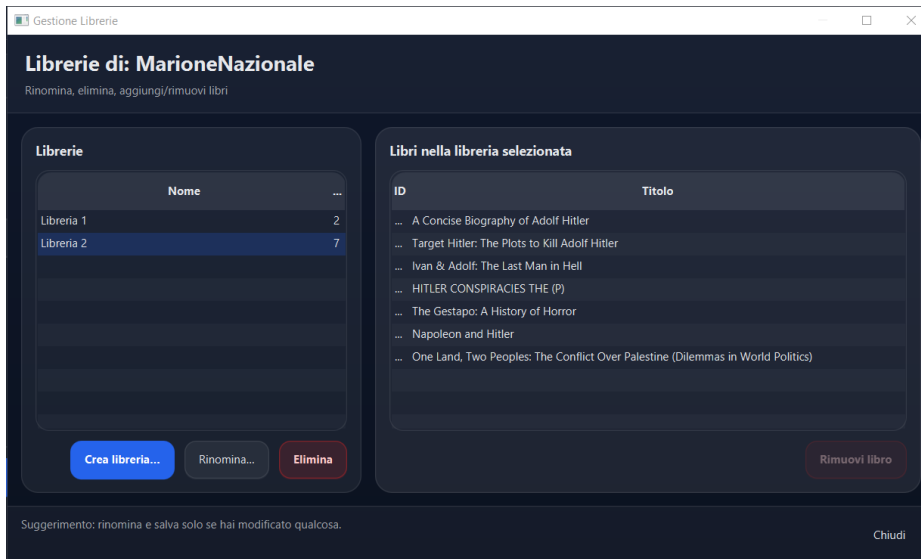 Gestione Librerie
Librerie di: MarioneNazionale
Rinomina, elimina, aggiungi/rimuovi libri
Librerie
Nome ...
Libreria 1 2
Libreria 2 7
Crea libreria... Rinomina... Elimina
Libri nella libreria selezionata
ID Titolo
... A Concise Biography of Adolf Hitler
... Target Hitler: The Plots to Kill Adolf Hitler
... Ivan & Adolf: The Last Man in Hell
... HITLER CONSPIRACIES THE (P)
... The Gestapo: A History of Horror
... Napoleon and Hitler
... One Land, Two Peoples: The Conflict Over Palestine (Dilemmas in World Politics)
Rimuovi libro
Suggerimento: rinomina e salva solo se hai modificato qualcosa.
Chiudi